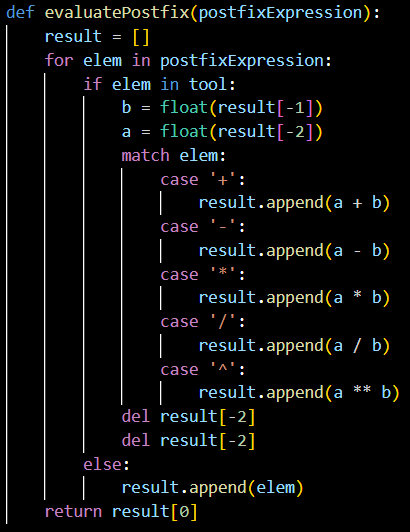 def evaluatePostfix(postfixExpression):
    result = []
    for elem in postfixExpression:
        if elem in tool:
            b = float(result[-1])
            a = float(result[-2])
            match elem:
                case '+':
                    result.append(a + b)
                case '-':
                    result.append(a - b)
                case '*':
                    result.append(a * b)
                case '/':
                    result.append(a / b)
                case '^':
                    result.append(a ** b)
            del result[-2]
            del result[-2]
        else:
            result.append(elem)
    return result[0]